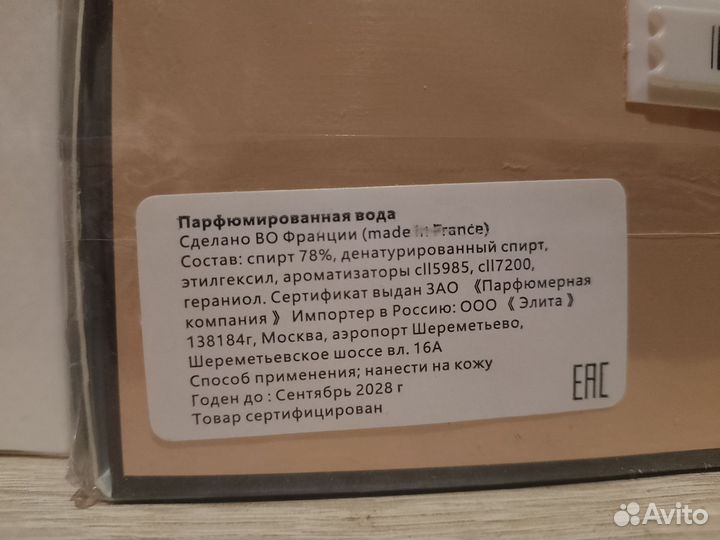 Парфюмированная вода
Сделано ВО Франции (made in France)
Состав: спирт 78%, денатурированный спирт,
этилгексил, ароматизаторы cll5985, cll7200,
гераниол. Сертификат выдан ЗАО 《Парфюмерная
компания 》 Импортер в Россию: ООО 《 Элита 》
138184г, Москва, аэропорт Шереметьево,
Шереметьевское шоссе вл. 16А
Способ применения; нанести на кожу
Годен до : Сентябрь 2028 г
Товар сертифицирован
EAC
Avito